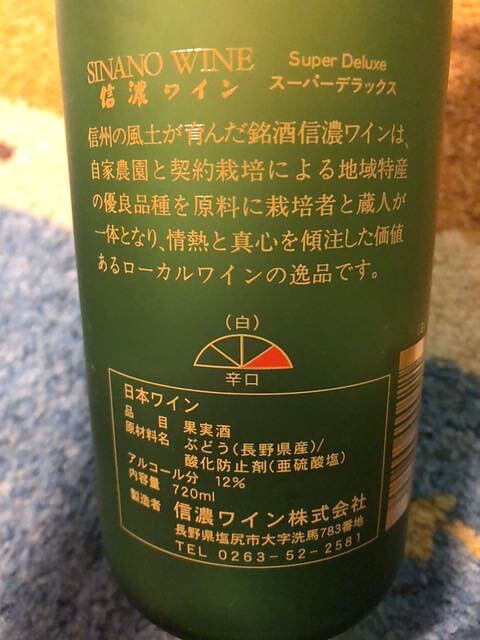 SINANO WINE Super Deluxe
信濃ワイン スーパーデラックス
信州の風土が育んだ銘酒信濃ワインは、
自家農園と契約栽培による地域特産
の優良品種を原料に栽培者と蔵人が
一体となり、情熱と真心を傾注した価値
あるローカルワインの逸品です。
(白)
辛口
日本ワイン
品目 果実酒
原材料名 ぶどう(長野県産)/
酸化防止剤(亜硫酸塩)
アルコール分 12%
内容量 720ml
製造者 信濃ワイン株式会社
長野県塩尻市大字洗馬783番地
TEL 0263-52-2581